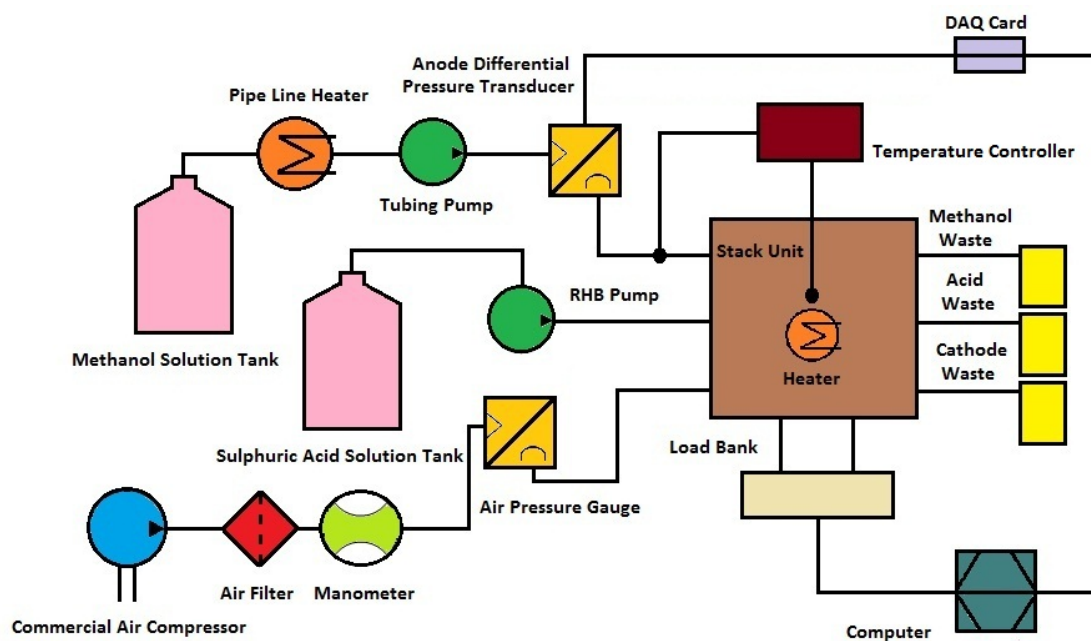 DAQ Card
Anode Differential
Pressure Transducer
Pipe Line Heater
Temperature Controller
Tubing Pump
Methanol
Waste
Stack Unit
Acid
Waste
RHB Pump
Methanol Solution Tank
Cathode
Waste
Heater
Load Bank
Sulphuric Acid Solution Tank
Air Pressure Gauge
Air Filter
Manometer
Commercial Air Compressor
Computer